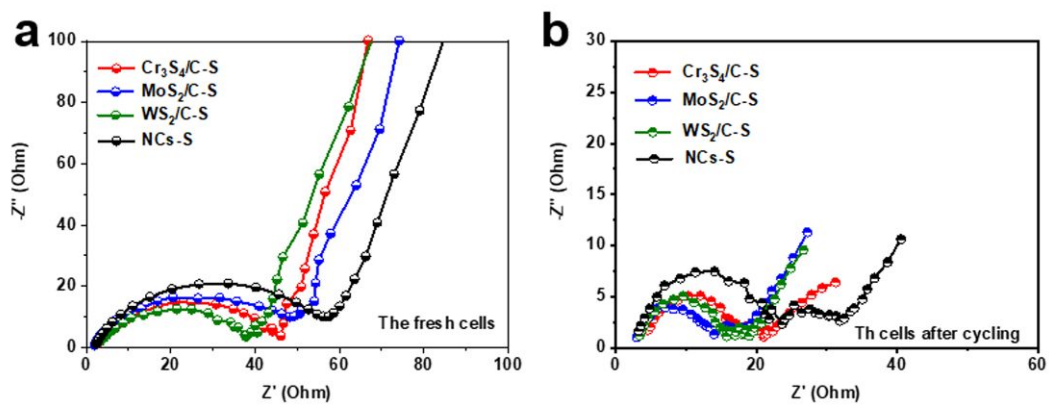 a
100
80
60
40
20
0
-Z'' (Ohm)
Cr₃S₄/C-S
MoS₂/C-S
WS₂/C-S
NCs-S
The fresh cells
0 20 40 60 80 100
Z' (Ohm)
b
30
25
20
15
10
5
0
-Z'' (Ohm)
Cr₃S₄/C-S
MoS₂/C-S
WS₂/C-S
NCs-S
Th cells after cycling
0 20 40 60
Z' (Ohm)